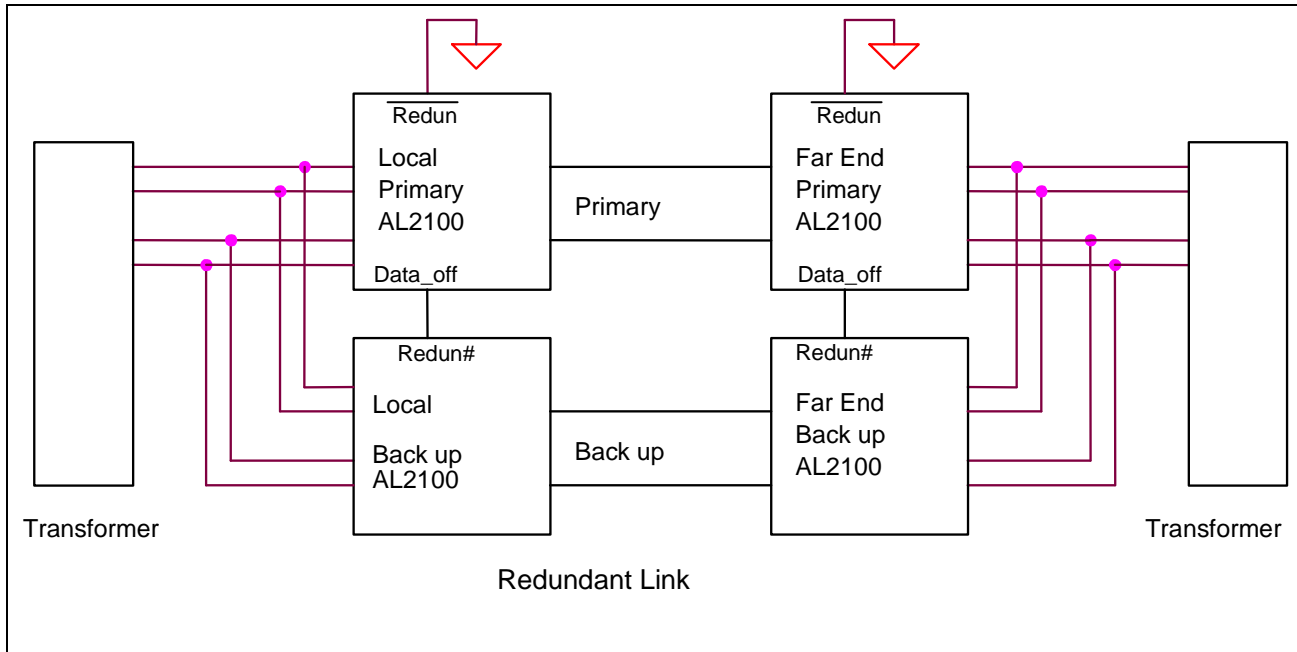 Redun
Local
Primary
AL2100
Data_off
Redun
Far End
Primary
AL2100
Data_off
Primary
Redun#
Local
Back up
AL2100
Redun#
Far End
Back up
AL2100
Back up
Transformer
Transformer
Redundant Link